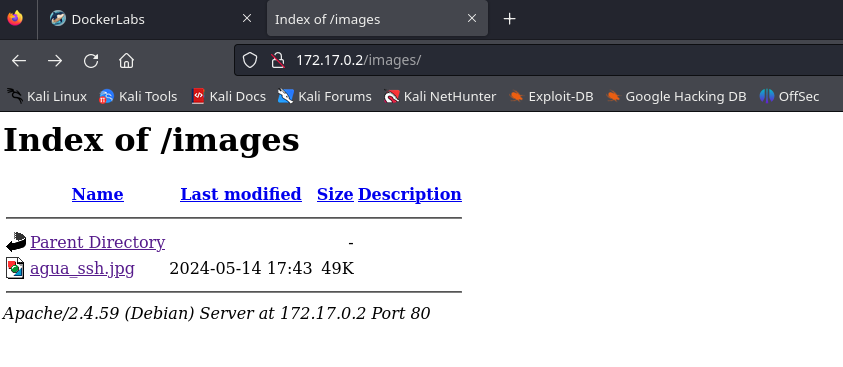 DockerLabs
Index of /images
172.17.0.2/images/
Kali Linux Kali Tools Kali Docs Kali Forums Kali NetHunter Exploit-DB Google Hacking DB OffSec
Index of /images
Name Last modified Size Description
Parent Directory -
agua_ssh.jpg 2024-05-14 17:43 49K
Apache/2.4.59 (Debian) Server at 172.17.0.2 Port 80